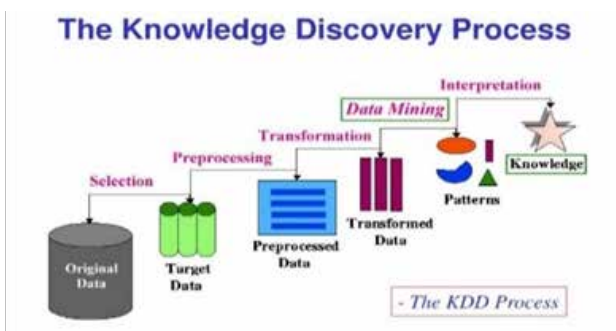 The Knowledge Discovery Process
Interpretation
Data Mining
Transformation
Preprocessing
Selection
Knowledge
Patterns
Transformed
Data
Preprocessed
Data
Target
Data
Original
Data
- The KDD Process